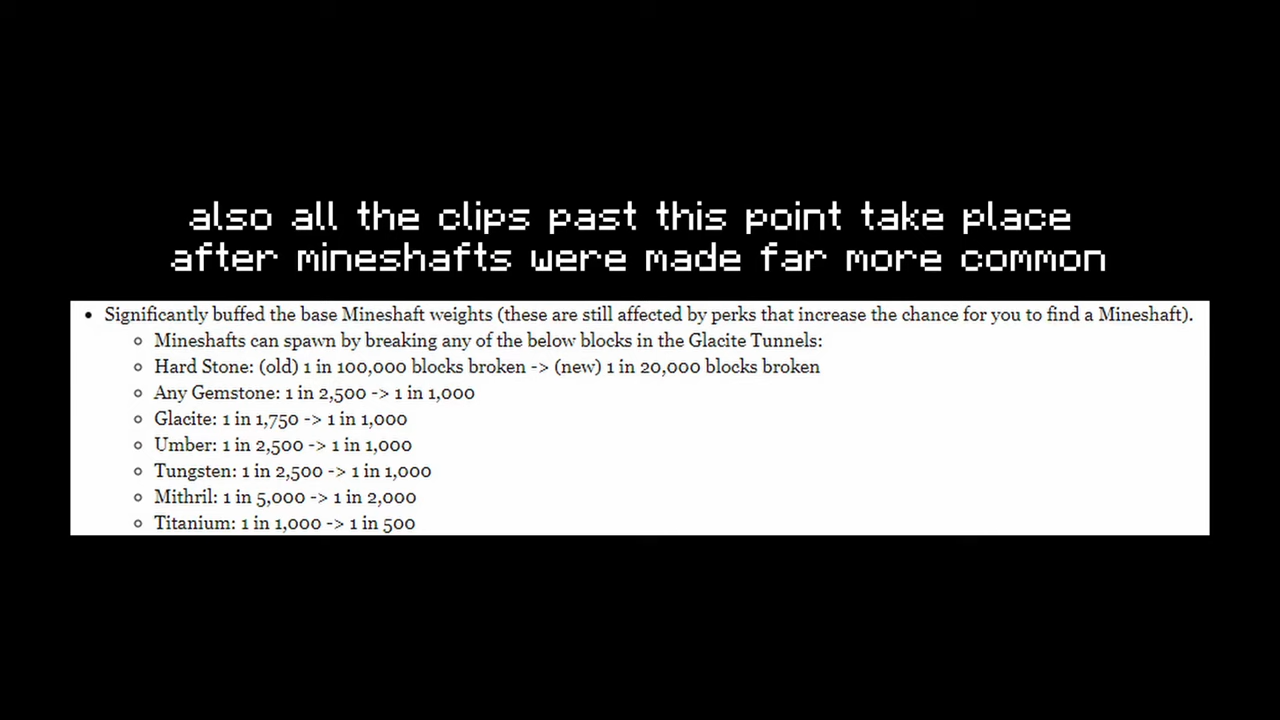 also all the clips past this point take place
after mineshafts were made far more common
• Significantly buffed the base Mineshaft weights (these are still affected by perks that increase the chance for you to find a Mineshaft).
○ Mineshafts can spawn by breaking any of the below blocks in the Glacite Tunnels:
○ Hard Stone: (old) 1 in 100,000 blocks broken -> (new) 1 in 20,000 blocks broken
○ Any Gemstone: 1 in 2,500 -> 1 in 1,000
○ Glacite: 1 in 1,750 -> 1 in 1,000
○ Umber: 1 in 2,500 -> 1 in 1,000
○ Tungsten: 1 in 2,500 -> 1 in 1,000
○ Mithril: 1 in 5,000 -> 1 in 2,000
○ Titanium: 1 in 1,000 -> 1 in 500